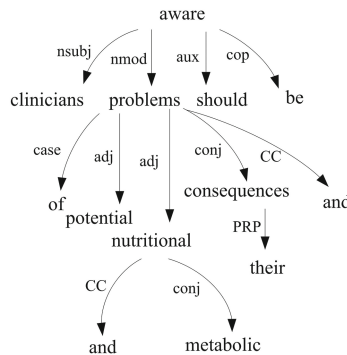 aware
nsubj nmod aux cop
clinicians problems should be
case adj adj conj CC
of potential consequences and
nutritional PRP
their
CC conj
and metabolic